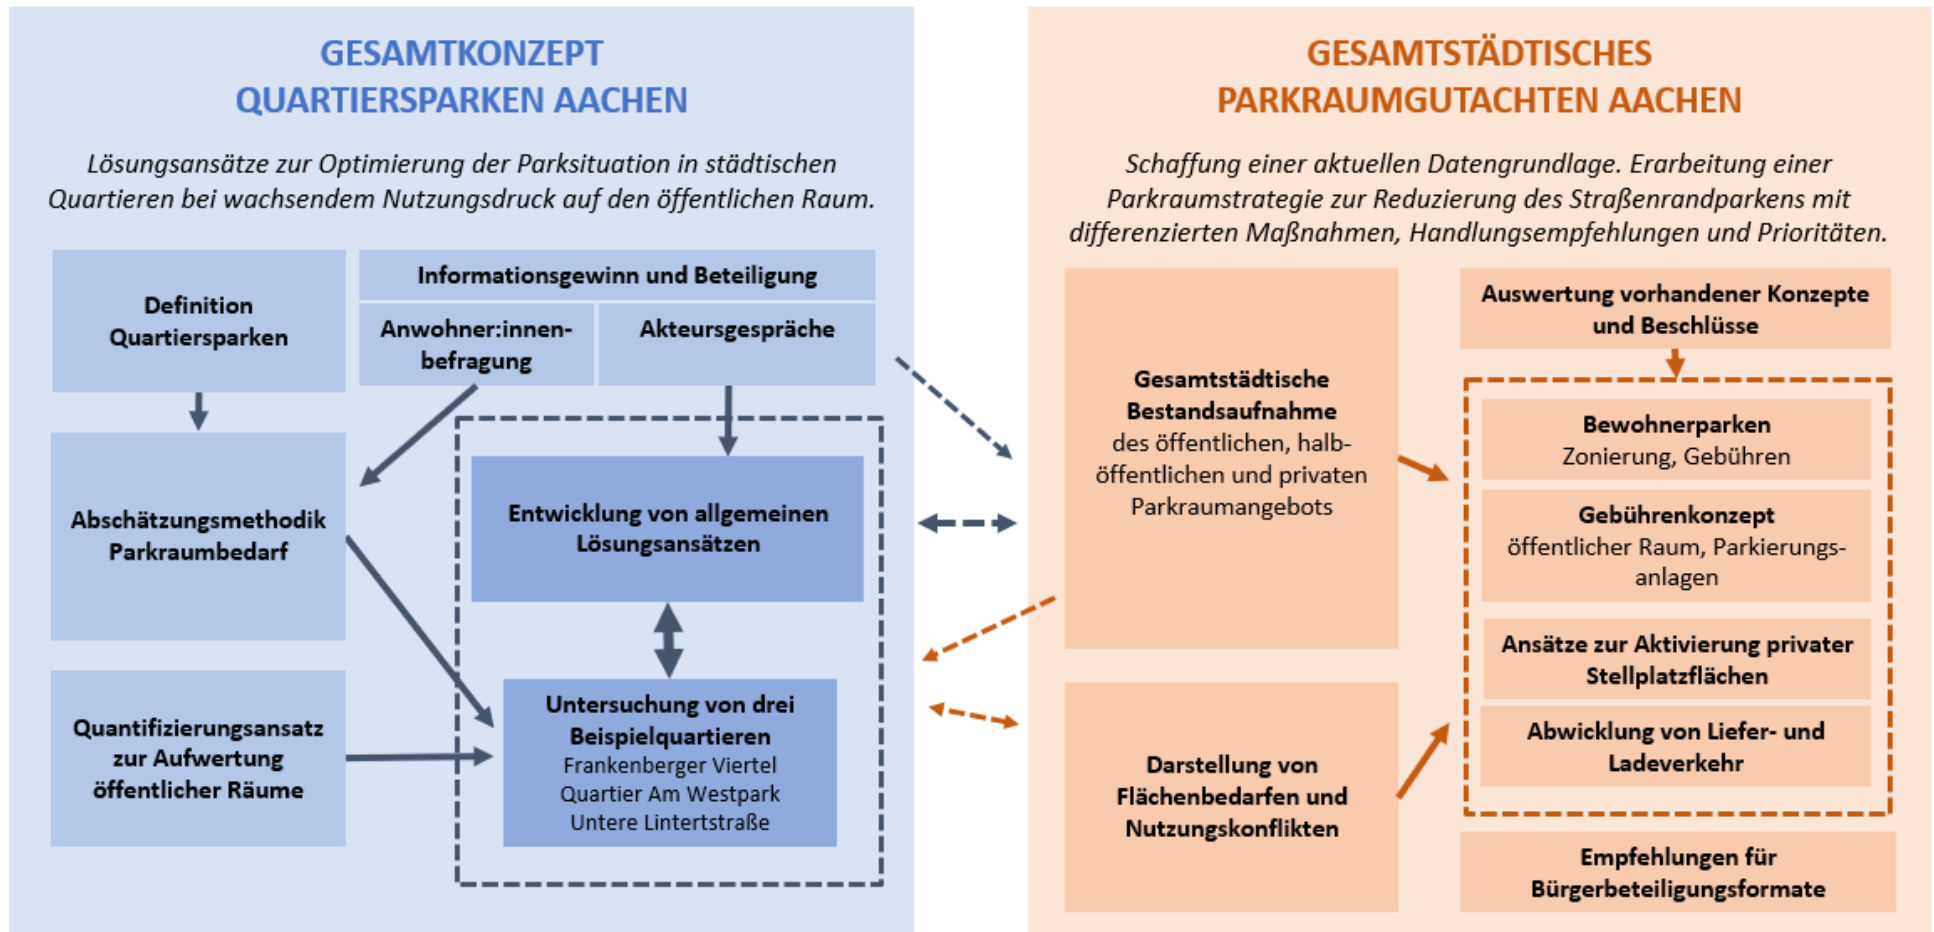 GESAMTKONZEPT
QUARTIERSPARKEN AACHEN
Lösungsansätze zur Optimierung der Parksituation in städtischen
Quartieren bei wachsendem Nutzungsdruck auf den öffentlichen Raum.
Definition
Quartiersparken
Informationsgewinn und Beteiligung
Anwohner:innen-
befragung
Akteursgespräche
Abschätzungsmethodik
Parkraumbedarf
Entwicklung von allgemeinen
Lösungsansätzen
Quantifizierungsansatz
zur Aufwertung
öffentlicher Räume
Untersuchung von drei
Beispielquartieren
Frankenberger Viertel
Quartier Am Westpark
Untere Lintertstraße
GESAMTSTÄDTISCHES
PARKRAUMGUTACHTEN AACHEN
Schaffung einer aktuellen Datengrundlage. Erarbeitung einer
Parkraumstrategie zur Reduzierung des Straßenrandparkens mit
differenzierten Maßnahmen, Handlungsempfehlungen und Prioritäten.
Gesamtstädtische
Bestandsaufnahme
des öffentlichen, halb-
öffentlichen und privaten
Parkraumangebots
Darstellung von
Flächenbedarfen und
Nutzungskonflikten
Auswertung vorhandener Konzepte
und Beschlüsse
Bewohnerparken
Zonierung, Gebühren
Gebührenkonzept
öffentlicher Raum, Parkierungs-
anlagen
Ansätze zur Aktivierung privater
Stellplatzflächen
Abwicklung von Liefer- und
Ladeverkehr
Empfehlungen für
Bürgerbeteiligungsformate